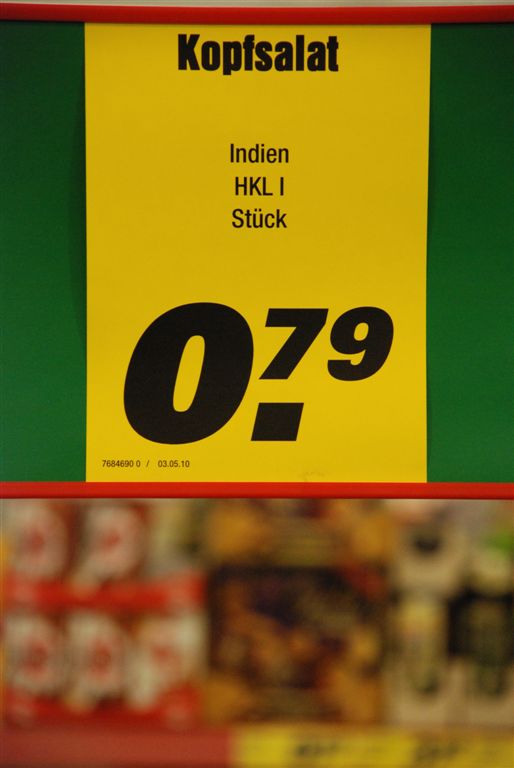 Kopfsalat
Indien
HKL I
Stück
0.79
7684690 0 / 03.05.10